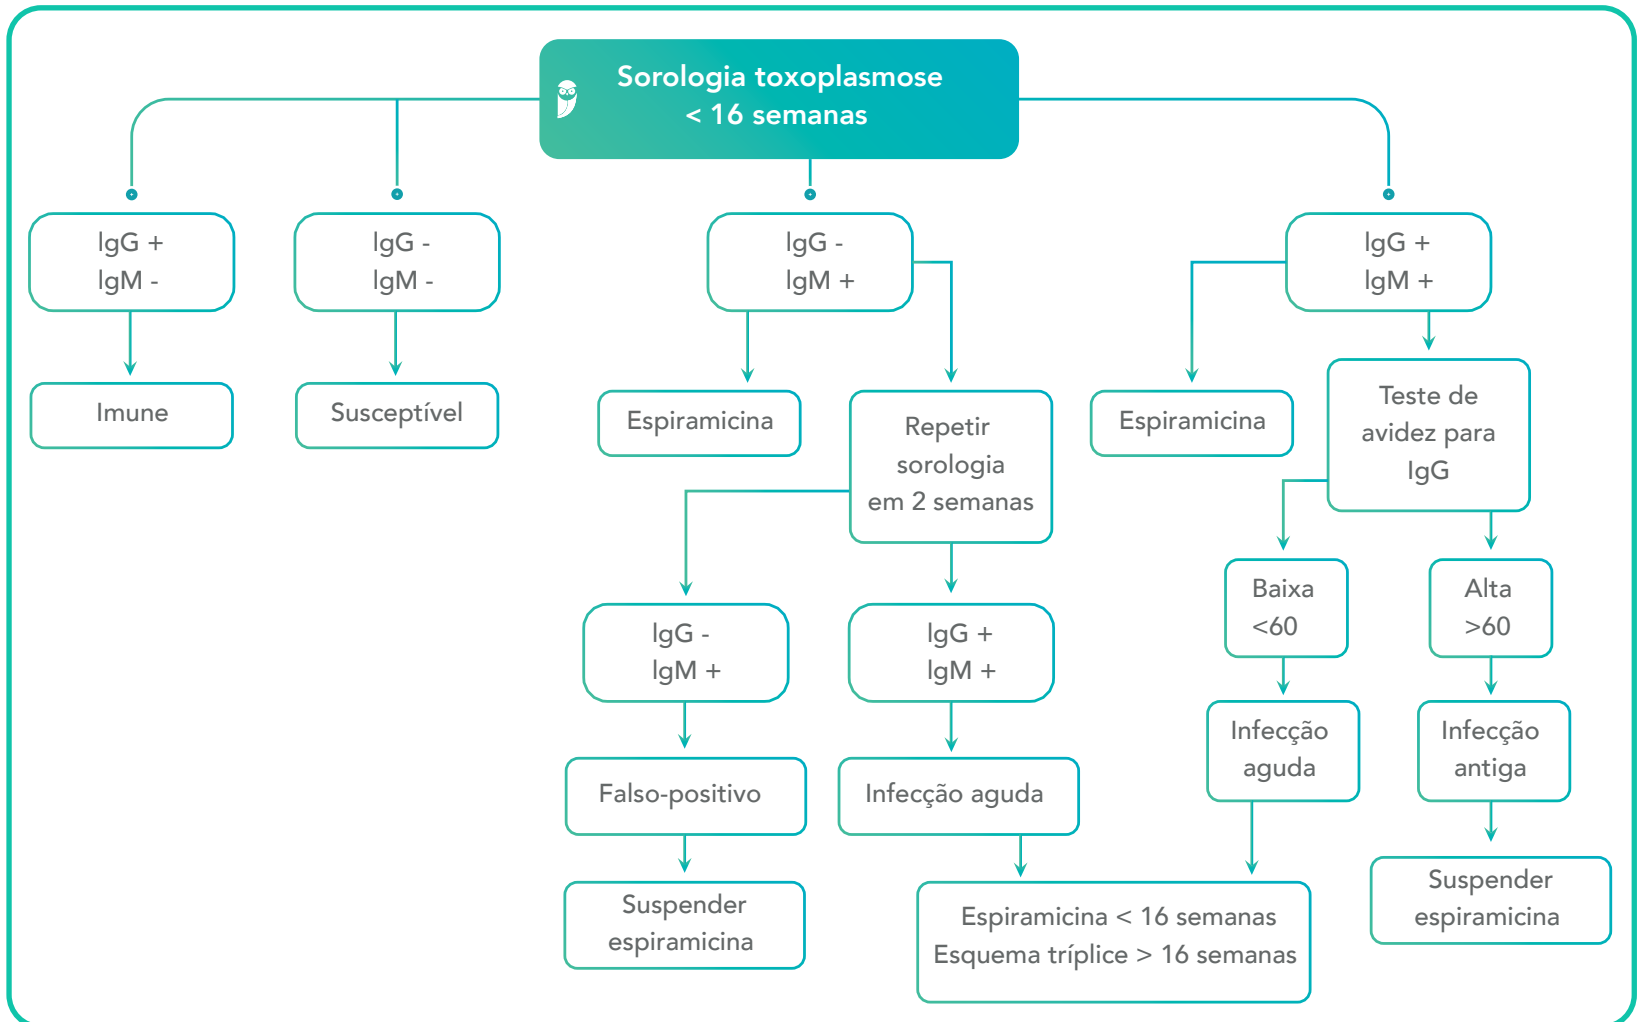 Sorologia toxoplasmose
< 16 semanas
IgG +
IgM -
IgG -
IgM -
IgG -
IgM +
IgG +
IgM +
Imune
Susceptível
Espiramicina
Repetir
sorologia
em 2 semanas
Espiramicina
Teste de
avidez para
IgG
Baixa
<60
Alta
>60
IgG -
IgM +
IgG +
IgM +
Infecção
aguda
Infecção
antiga
Falso-positivo
Infecção aguda
Suspender
espiramicina
Espiramicina < 16 semanas
Esquema tríplice > 16 semanas
Suspender
espiramicina